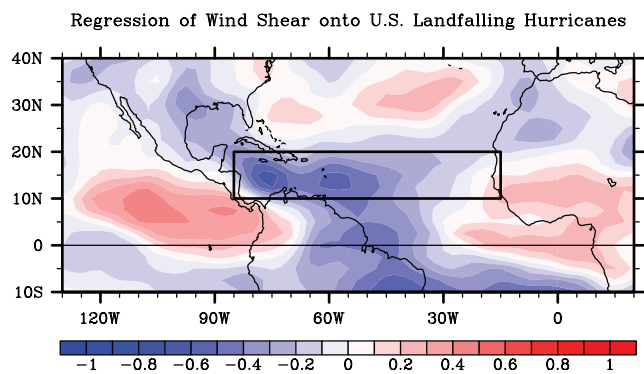 Regression of Wind Shear onto U.S. Landfalling Hurricanes
40N
30N
20N
10N
0
10S
120W 90W 60W 30W 0
−1 −0.8 −0.6 −0.4 −0.2 0 0.2 0.4 0.6 0.8 1